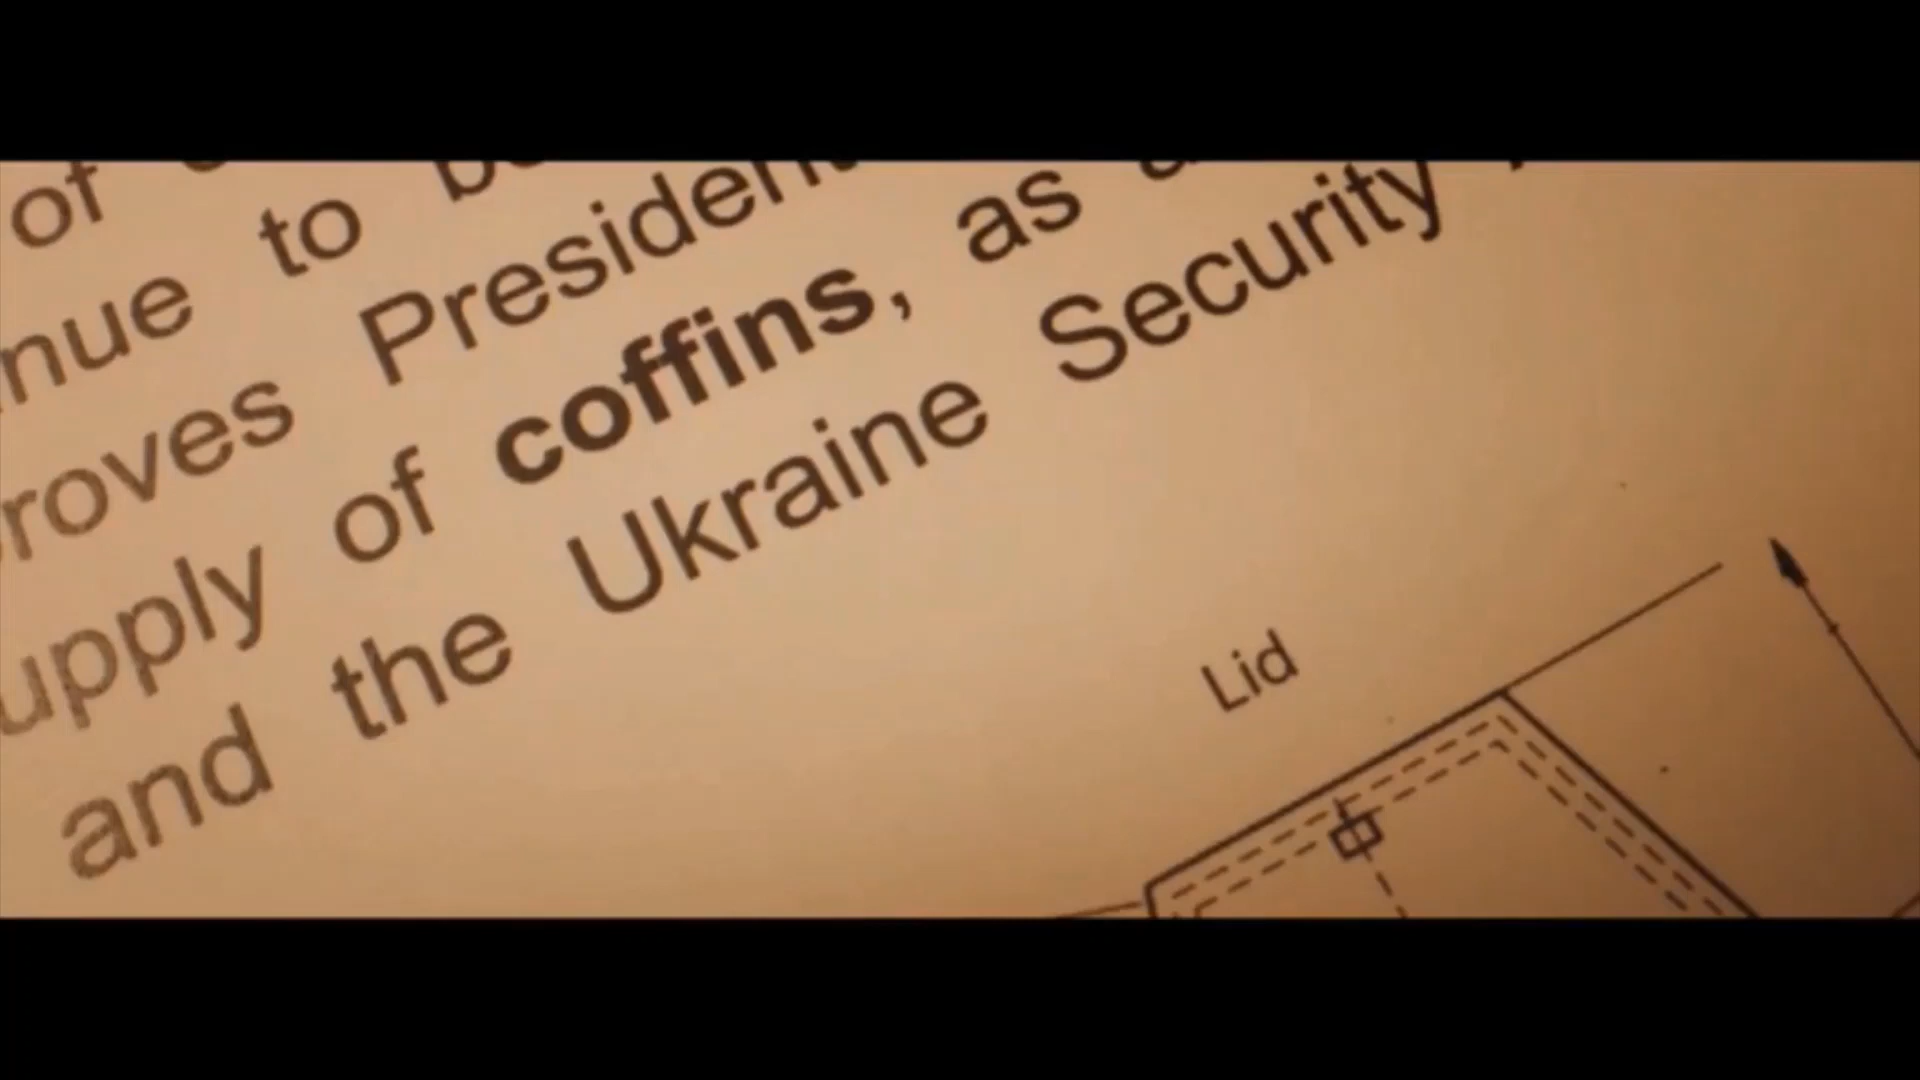 of
nue to
roves President
upply of coffins, as
and the Ukraine Security
Lid